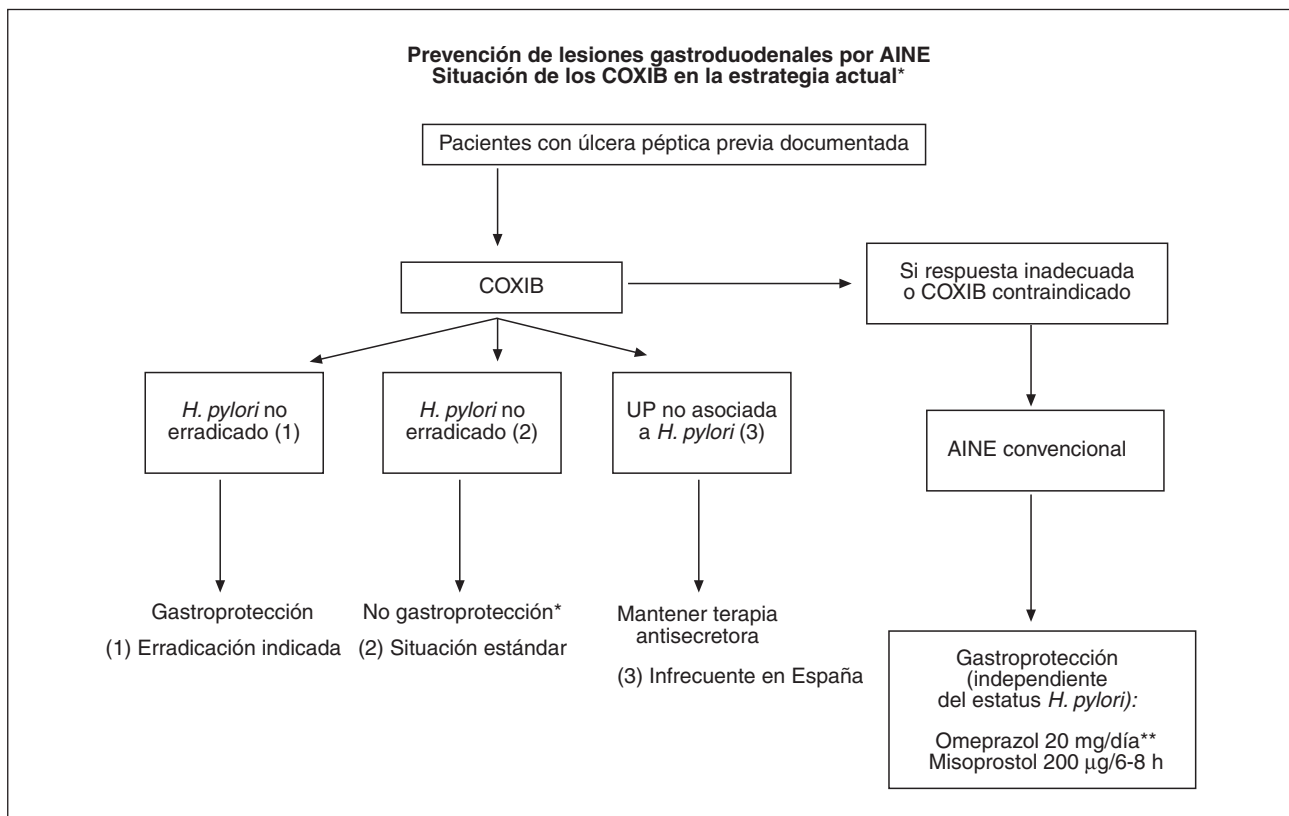 Prevención de lesiones gastroduodenales por AINE
Situación de los COXIB en la estrategia actual*
Pacientes con úlcera péptica previa documentada
COXIB
Si respuesta inadecuada
o COXIB contraindicado
H. pylori no
erradicado (1)
H. pylori no
erradicado (2)
UP no asociada
a H. pylori (3)
AINE convencional
Gastroprotección
(1) Erradicación indicada
No gastroprotección*
(2) Situación estándar
Mantener terapia
antisecretora
(3) Infrecuente en España
Gastroprotección
(independiente
del estatus H. pylori):
Omeprazol 20 mg/día**
Misoprostol 200 μg/6-8 h